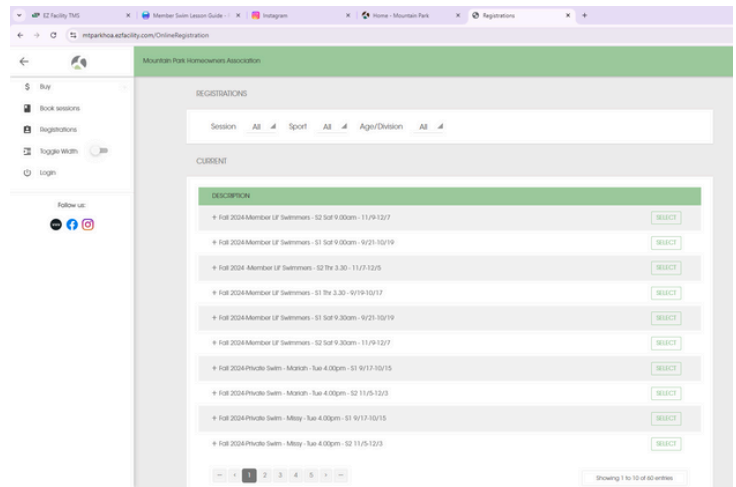 EZ Facility TMS
Member Swim Lesson Guide -
Instagram
Home - Mountain Park
Registrations
mtparkhoa.ezfacility.com/OnlineRegistration
Mountain Park Homeowners Association
$ Buy
Book sessions
Registrations
Toggle Width
Login
Follow us:
REGISTRATIONS
Session All Sport All Age/Division All
CURRENT
DESCRIPTION
+ Fall 2024-Member Lil' Swimmers - S2 Sat 9.00am - 11/9-12/7 SELECT
+ Fall 2024-Member Lil' Swimmers - S1 Sat 9.00am - 9/21-10/19 SELECT
+ Fall 2024 -Member Lil' Swimmers - S2 Thr 3.30 - 11/7-12/5 SELECT
+ Fall 2024-Member Lil' Swimmers - S1 Thr 3.30 - 9/19-10/17 SELECT
+ Fall 2024-Member Lil' Swimmers - S1 Sat 9.30am - 9/21-10/19 SELECT
+ Fall 2024-Member Lil' Swimmers - S2 Sat 9.30am - 11/9-12/7 SELECT
+ Fall 2024-Private Swim - Mariah - Tue 4.00pm - S1 9/17-10/15 SELECT
+ Fall 2024-Private Swim - Mariah - Tue 4.00pm - S2 11/5-12/3 SELECT
+ Fall 2024-Private Swim - Missy - Tue 4.00pm - S1 9/17-10/15 SELECT
+ Fall 2024-Private Swim - Missy - Tue 4.00pm - S2 11/5-12/3 SELECT
1 2 3 4 5
Showing 1 to 10 of 60 entries